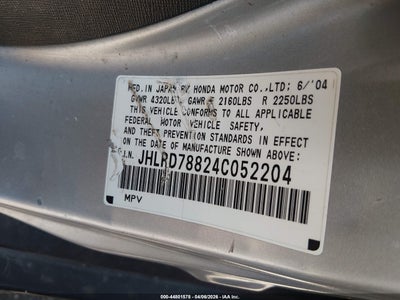 MFD. IN JAPAN BY HONDA MOTOR CO.,LTD: 6/'04
GVWR 4320LBS GAWR F 2160LBS R 2250LBS
THIS VEHICLE CONFORMS TO ALL APPLICABLE
FEDERAL MOTOR VEHICLE SAFETY,
AND THEFT PREVENTION STANDARDS IN EFFECT
ON THE DATE OF MANUFACTURE SHOWN ABOVE:
V.I.N. JHLRD78824C052204
MPV
000-44801575 - 04/06/2026 - IAA Inc.